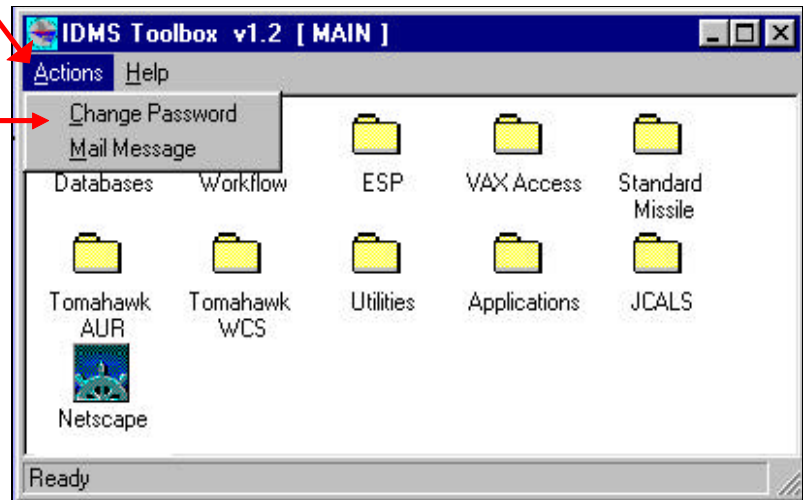 IDMS Toolbox v1.2 [ MAIN ]
Actions Help
Change Password
Mail Message
Databases Workflow ESP VAX Access Standard
Missile
Tomahawk Tomahawk Utilities Applications JCALS
AUR WCS
Netscape
Ready